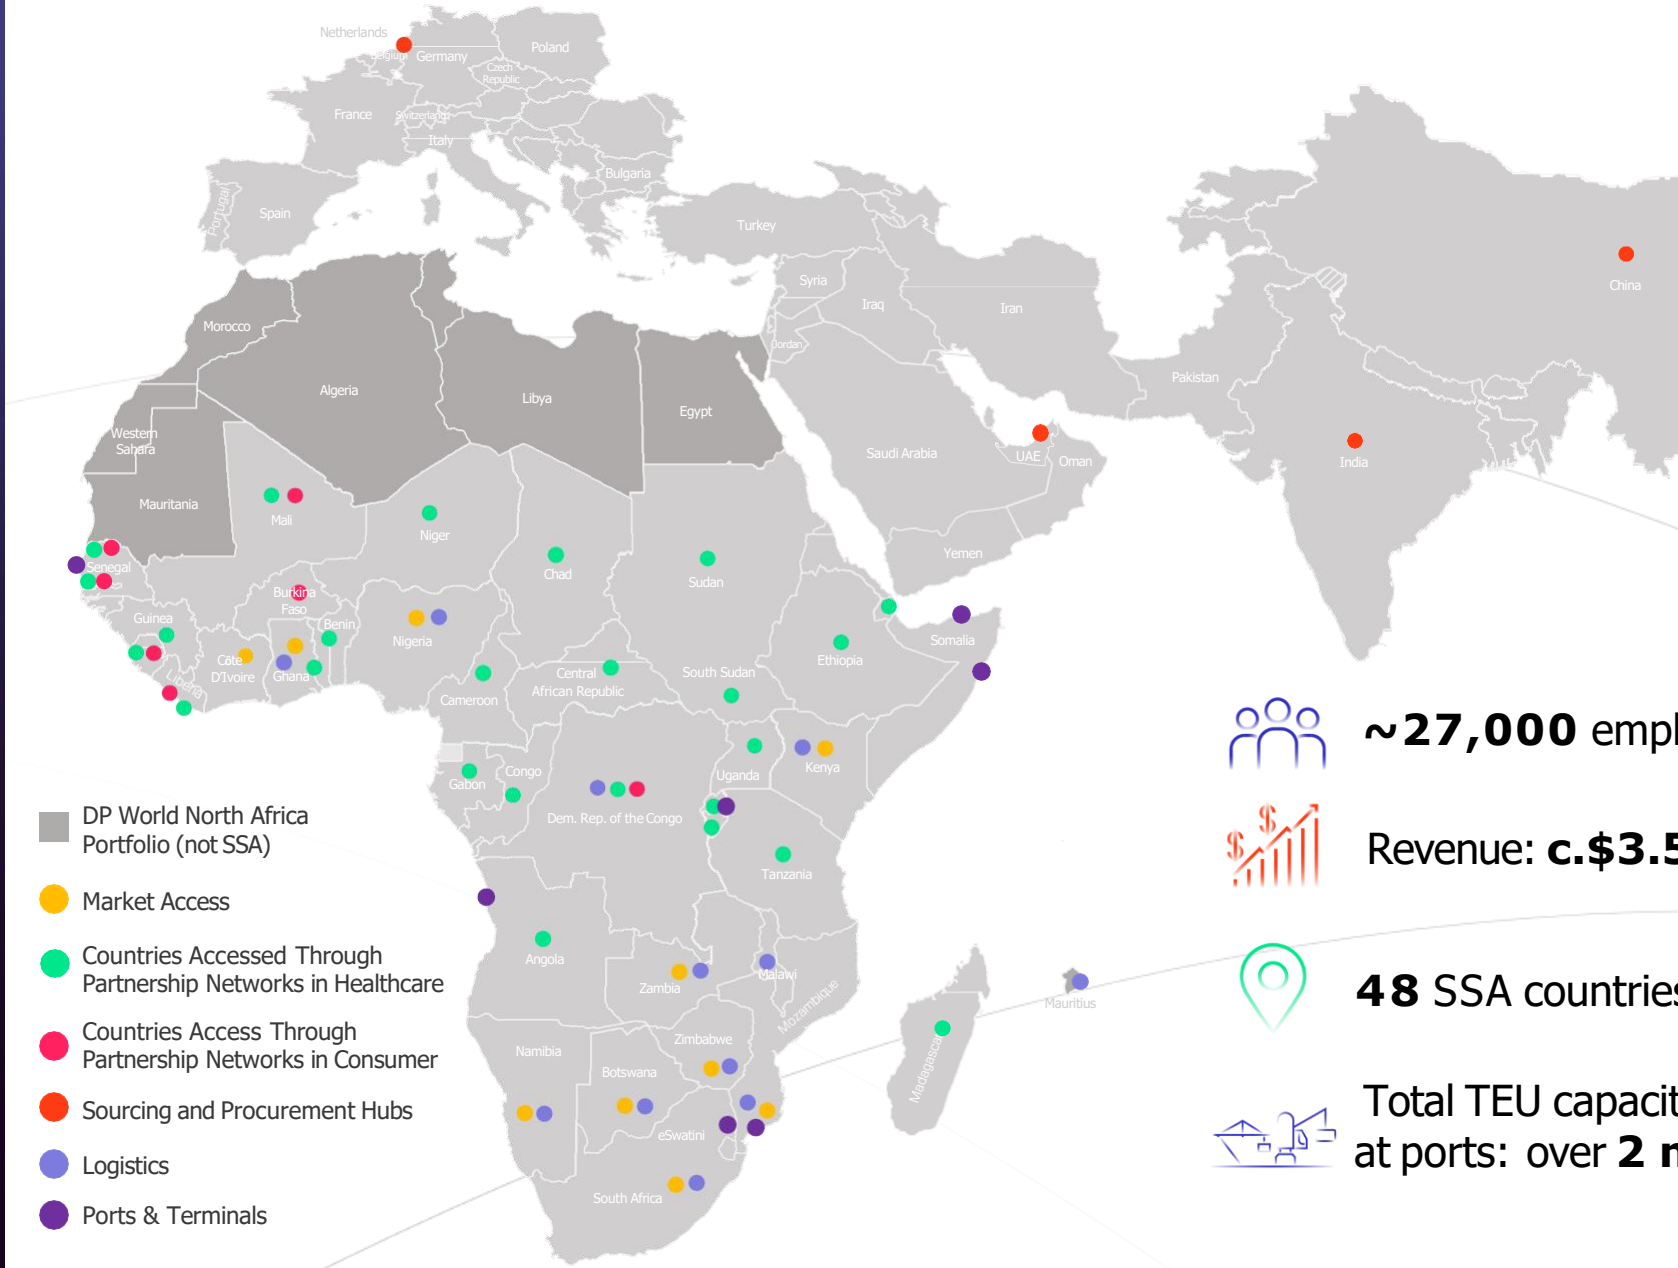 Netherlands
Belgium
Germany
Poland
Czech
Republic
France
Switzerland
Italy
Bulgaria
Portugal
Spain
Turkey
Syria
Iraq
Iran
Jordan
Pakistan
China
India
Saudi Arabia
UAE
Oman
Yemen
Morocco
Algeria
Libya
Egypt
Western
Sahara
Mauritania
Mali
Niger
Chad
Sudan
Senegal
Burkina
Faso
Guinea
Benin
Nigeria
Côte
D'Ivoire
Ghana
Liberia
Cameroon
Central
African Republic
South Sudan
Ethiopia
Somalia
Gabon
Congo
Dem. Rep. of the Congo
Uganda
Kenya
Tanzania
Angola
Zambia
Malawi
Mozambique
Zimbabwe
Namibia
Botswana
eSwatini
South Africa
Madagascar
Mauritius
DP World North Africa
Portfolio (not SSA)
Market Access
Countries Accessed Through
Partnership Networks in Healthcare
Countries Access Through
Partnership Networks in Consumer
Sourcing and Procurement Hubs
Logistics
Ports & Terminals
~27,000 empl
Revenue: c.$3.5
48 SSA countries
Total TEU capacit
at ports: over 2 m